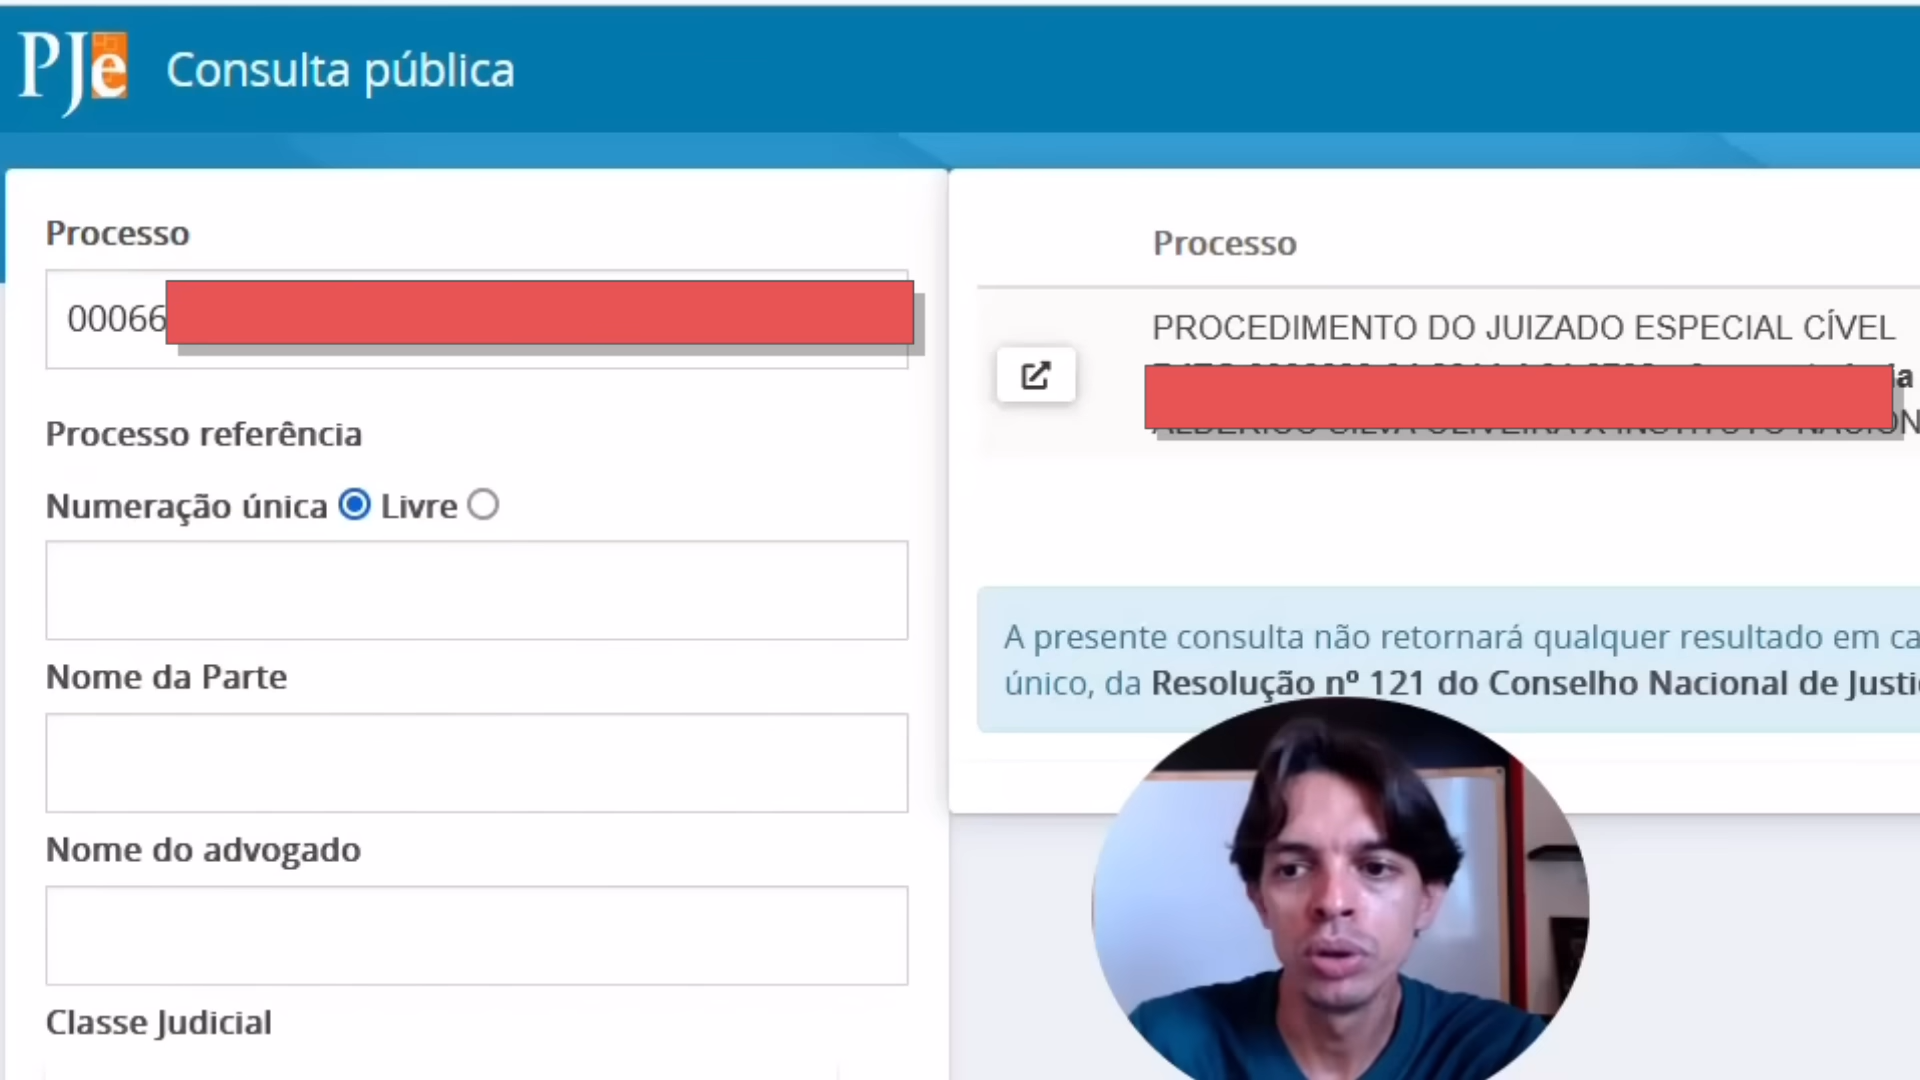 PJe Consulta pública
Processo
00066
Processo referência
Numeração única Livre
Nome da Parte
Nome do advogado
Classe Judicial
Processo
PROCEDIMENTO DO JUIZADO ESPECIAL CÍVEL
A presente consulta não retornará qualquer resultado em ca
único, da Resolução nº 121 do Conselho Nacional de Justi